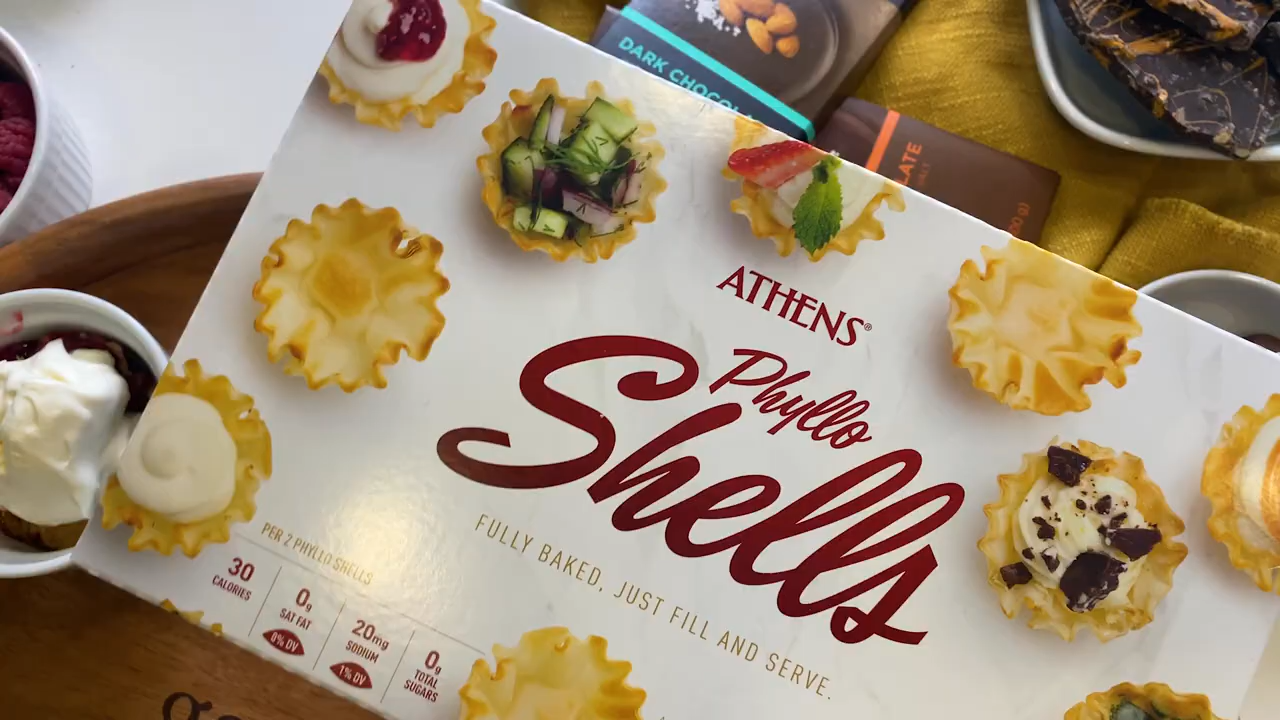 DARK CHOCOL
LATE
ATHENS®
Phyllo
Shells
FULLY BAKED, JUST FILL AND SERVE.
PER 2 PHYLLO SHELLS
30
CALORIES
0g
SAT FAT
0% DV
20mg
SODIUM
1% DV
0g
TOTAL
SUGARS